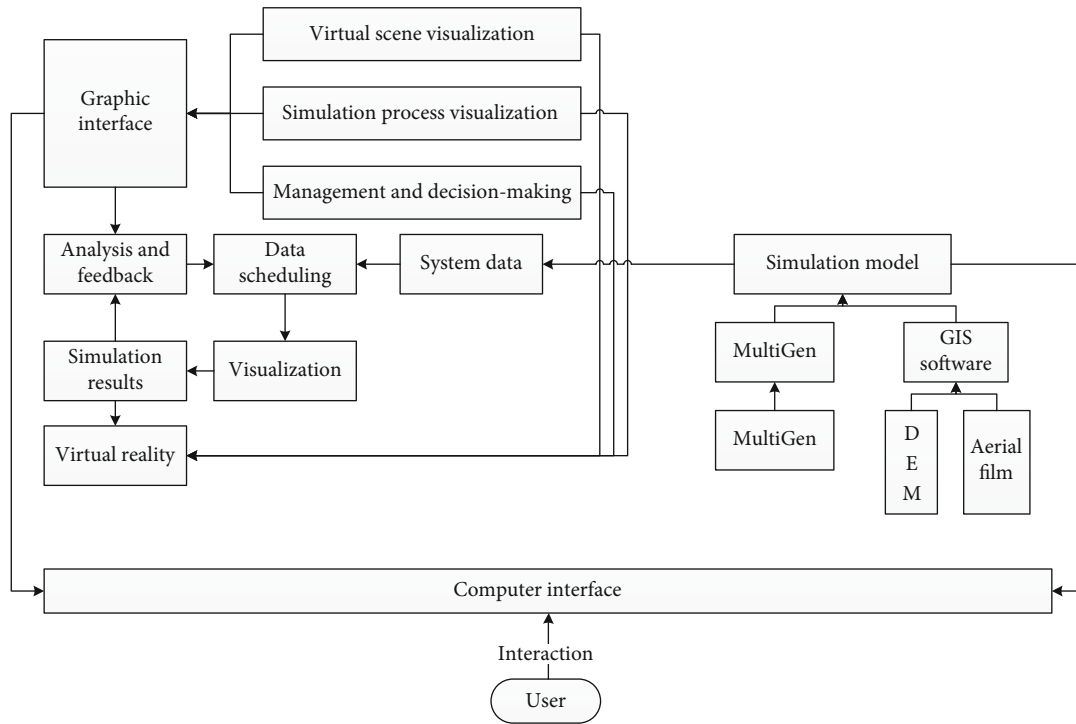 Virtual scene visualization
Graphic
interface
Simulation process visualization
Management and decision-making
Analysis and
feedback
Data
scheduling
System data
Simulation model
Simulation
results
Visualization
MultiGen
GIS
software
Virtual reality
MultiGen
D
E
M
Aerial
film
Computer interface
Interaction
User